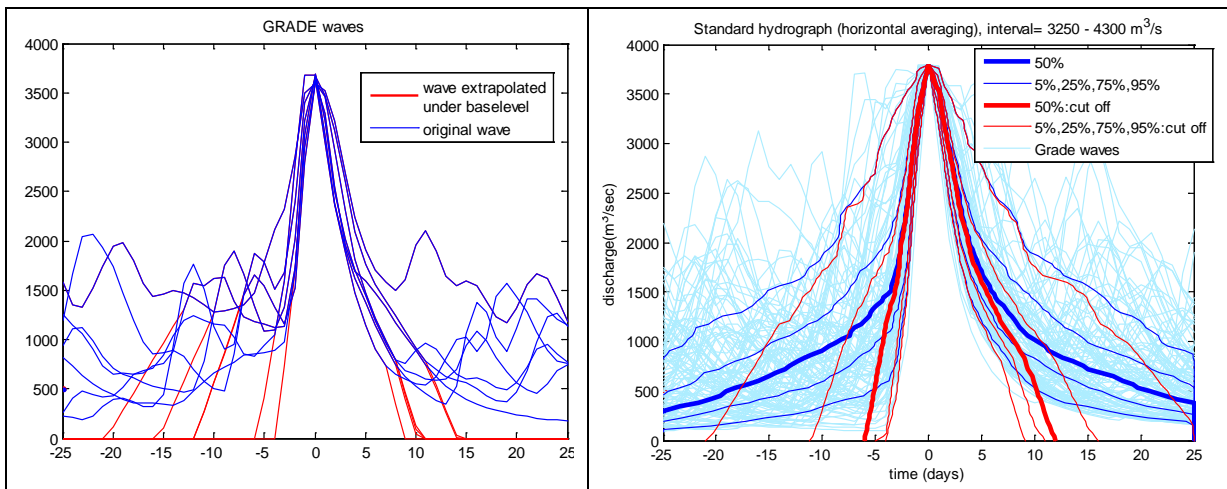 GRADE waves
4000
3500
3000
2500
2000
1500
1000
500
0
-25 -20 -15 -10 -5 0 5 10 15 20 25
wave extrapolated
under baselevel
original wave
Standard hydrograph (horizontal averaging), interval= 3250 - 4300 m³/s
4000
3500
3000
2500
2000
1500
1000
500
0
discharge(m³/sec)
-25 -20 -15 -10 -5 0 5 10 15 20 25
time (days)
50%
5%,25%,75%,95%
50%:cut off
5%,25%,75%,95%:cut off
Grade waves